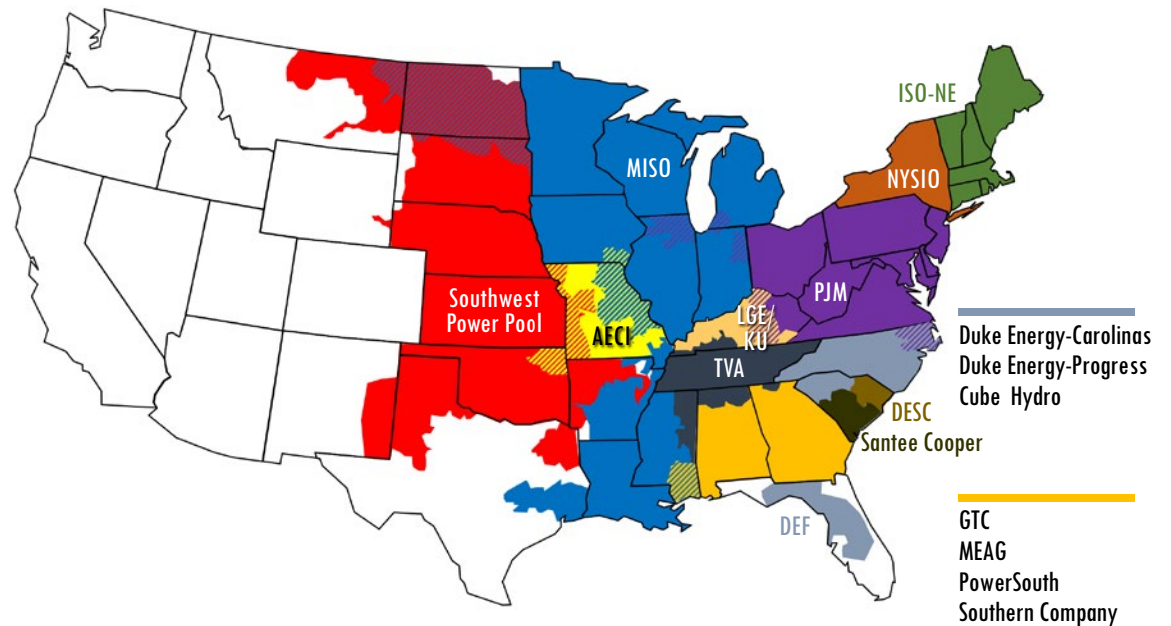 ISO-NE
MISO
NYSIO
PJM
Southwest
Power Pool
AECI
LGE/
KU
TVA
Duke Energy-Carolinas
Duke Energy-Progress
Cube Hydro
DESC
Santee Cooper
DEF
GTC
MEAG
PowerSouth
Southern Company